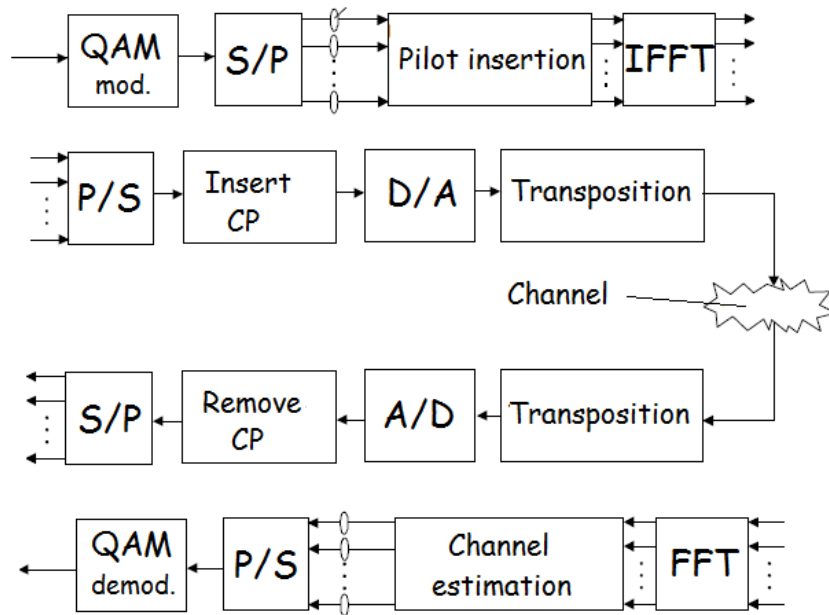 QAM
mod.
S/P
Pilot insertion
IFFT
P/S
Insert
CP
D/A
Transposition
Channel
S/P
Remove
CP
A/D
Transposition
QAM
demod.
P/S
Channel
estimation
FFT